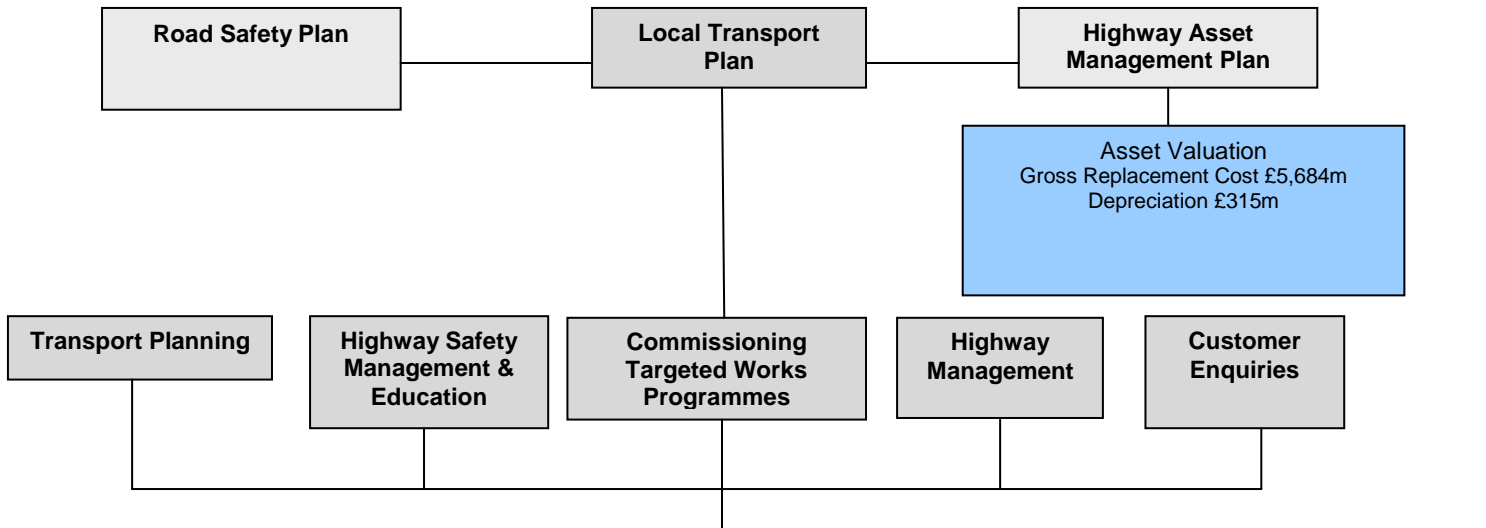 Road Safety Plan
Local Transport
Plan
Highway Asset
Management Plan
Asset Valuation
Gross Replacement Cost £5,684m
Depreciation £315m
Transport Planning
Highway Safety
Management &
Education
Commissioning
Targeted Works
Programmes
Highway
Management
Customer
Enquiries